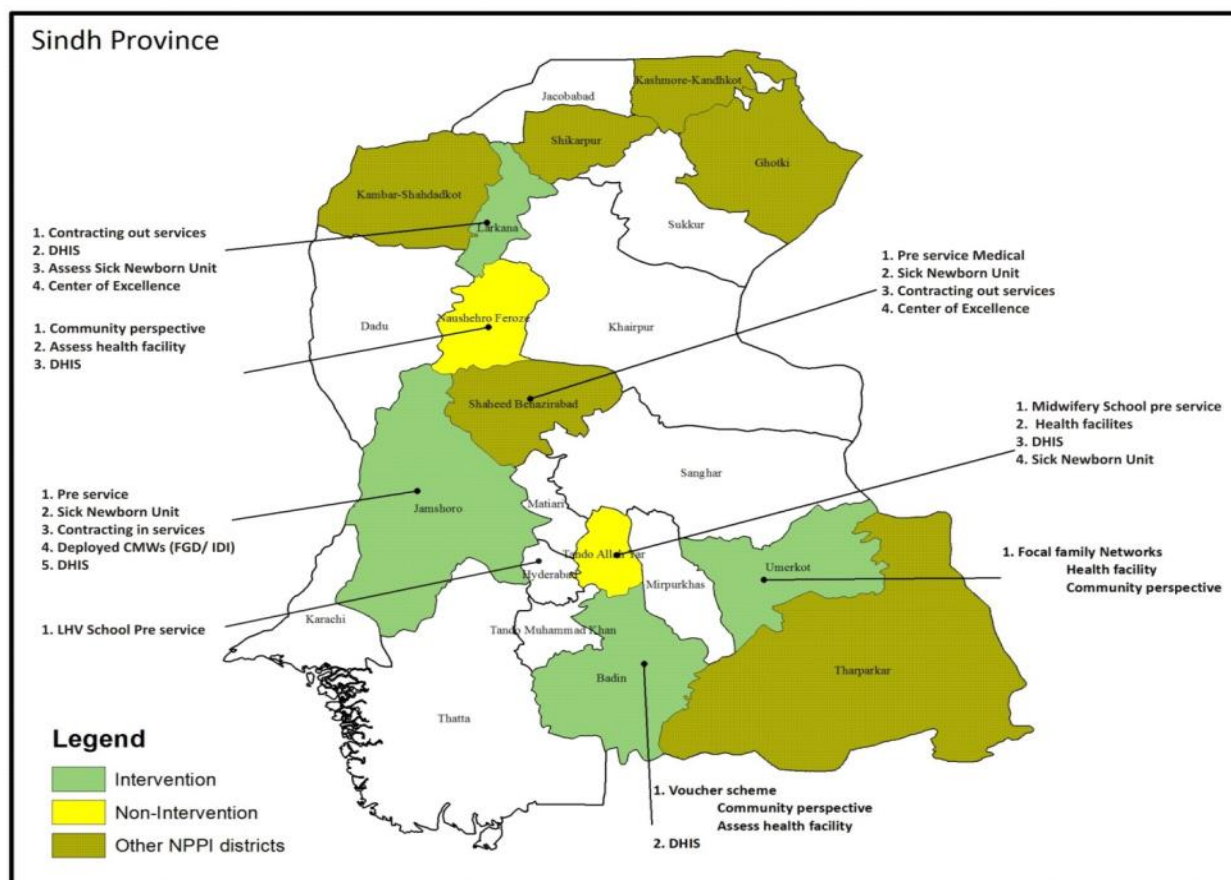 Sindh Province
Kashmore-Kandhkot
Jacobabad
Shikarpur
Ghotki
Kambar-Shahdadkot
Larkana
Sukkur
1. Contracting out services
2. DHIS
3. Assess Sick Newborn Unit
4. Center of Excellence
1. Pre service Medical
2. Sick Newborn Unit
3. Contracting out services
4. Center of Excellence
Naushehro Feroze
Dadu
Khairpur
1. Community perspective
2. Assess health facility
3. DHIS
Shaheed Benazirabad
1. Midwifery School pre service
2. Health facilites
3. DHIS
4. Sick Newborn Unit
Sanghar
1. Pre service
2. Sick Newborn Unit
3. Contracting in services
4. Deployed CMWs (FGD/ IDI)
5. DHIS
Jamshoro
Matiari
Tando Allah Yar
Hyderabad
Mirpurkhas
Umerkot
1. Focal family Networks
Health facility
Community perspective
1. LHV School Pre service
Karachi
Tando Muhammad Khan
Badin
Tharparkar
Thatta
Legend
Intervention
Non-Intervention
Other NPPI districts
1. Voucher scheme
Community perspective
Assess health facility
2. DHIS